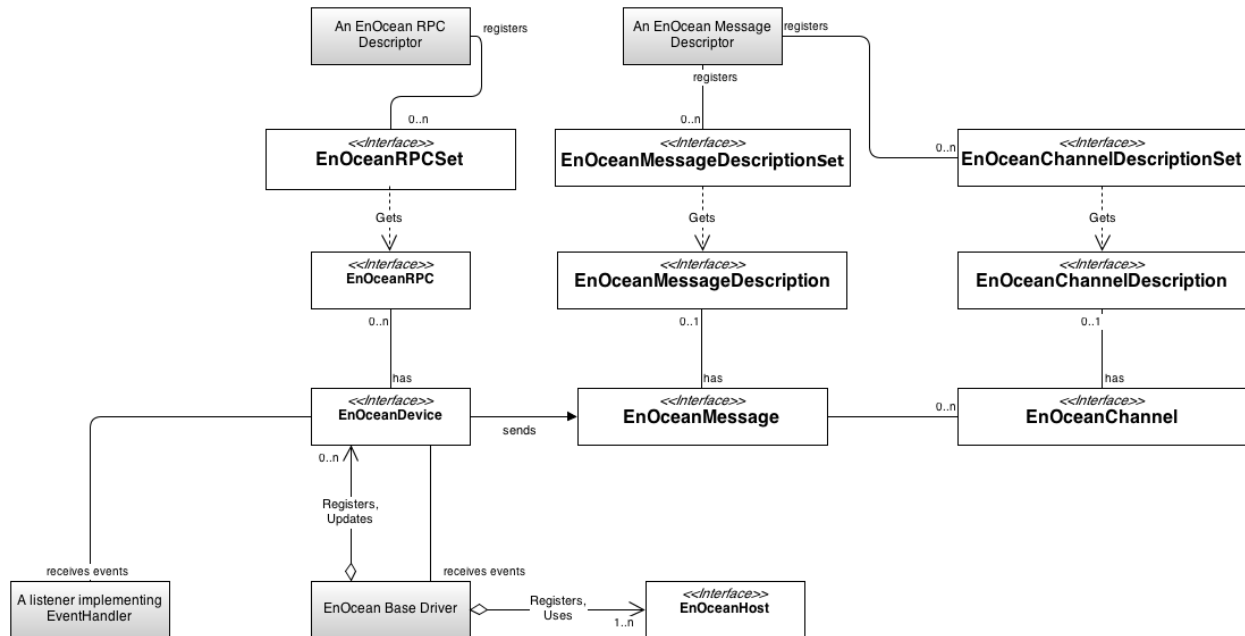 An EnOcean RPC
Descriptor
registers
An EnOcean Message
Descriptor
registers
registers
0..n
0..n
0..n
<<Interface>>
EnOceanRPCSet
<<Interface>>
EnOceanMessageDescriptionSet
<<Interface>>
EnOceanChannelDescriptionSet
Gets
Gets
Gets
<<Interface>>
EnOceanRPC
<<Interface>>
EnOceanMessageDescription
<<Interface>>
EnOceanChannelDescription
0..n
0..1
0..1
has
has
has
<<Interface>>
EnOceanDevice
sends
<<Interface>>
EnOceanMessage
0..n
<<Interface>>
EnOceanChannel
0..n
Registers,
Updates
receives events
receives events
A listener implementing
EventHandler
EnOcean Base Driver
Registers,
Uses
1..n
<<Interface>>
EnOceanHost